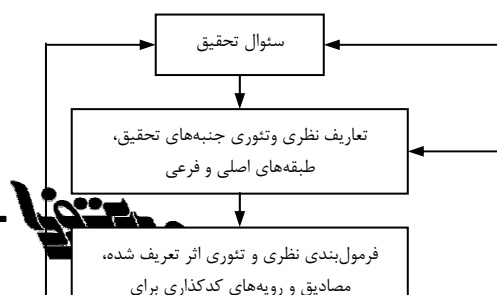 سئوال تحقیق
تعاریف نظری وتئوری جنبه‌های تحقیق،
طبقه‌های اصلی و فرعی
فرمول‌بندی نظری و تئوری اثر تعریف شده،
مصادیق و رویه‌های کدکذاری برای